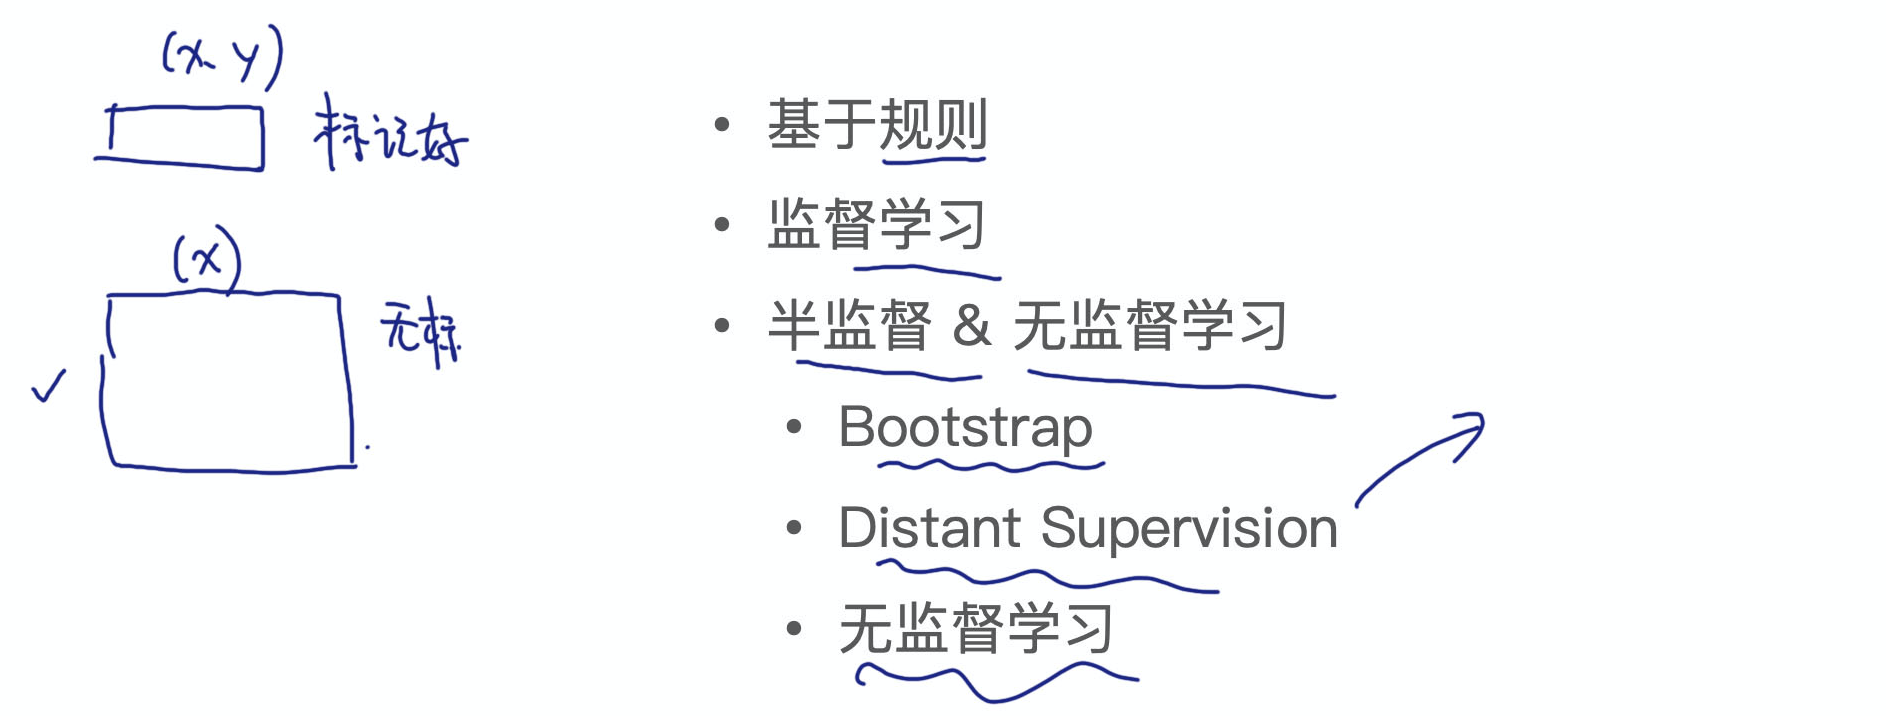 (x, y)
标记好
(x)
无标
• 基于规则
• 监督学习
• 半监督 & 无监督学习
• Bootstrap
• Distant Supervision
• 无监督学习